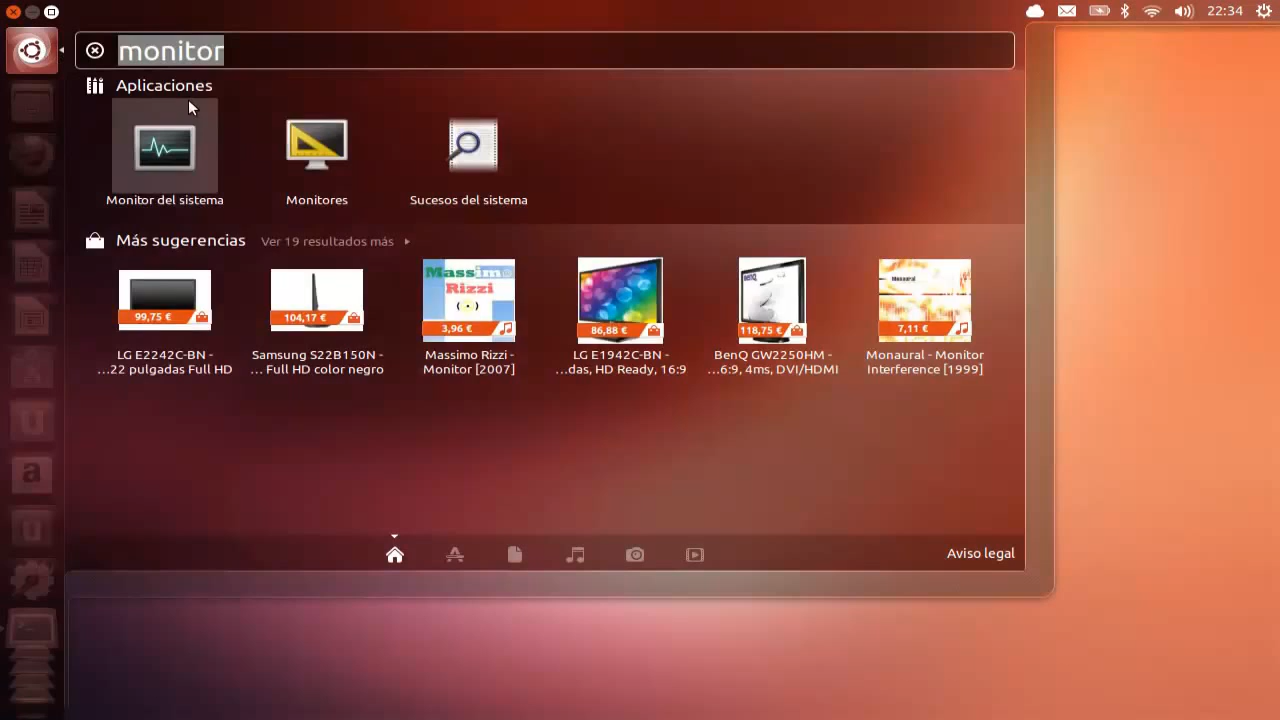 22:34
monitor
Aplicaciones
Monitor del sistema
Monitores
Sucesos del sistema
Más sugerencias
Ver 19 resultados más
99,75 €
104,17 €
Massimo
Rizzi
3,96 €
86,88 €
BenQ
118,75 €
Monaural
7,11 €
LG E2242C-BN -
...22 pulgadas Full HD
Samsung S22B150N -
... Full HD color negro
Massimo Rizzi -
Monitor [2007]
LG E1942C-BN -
...das, HD Ready, 16:9
BenQ GW2250HM -
...6:9, 4ms, DVI/HDMI
Monaural - Monitor
Interference [1999]
Aviso legal